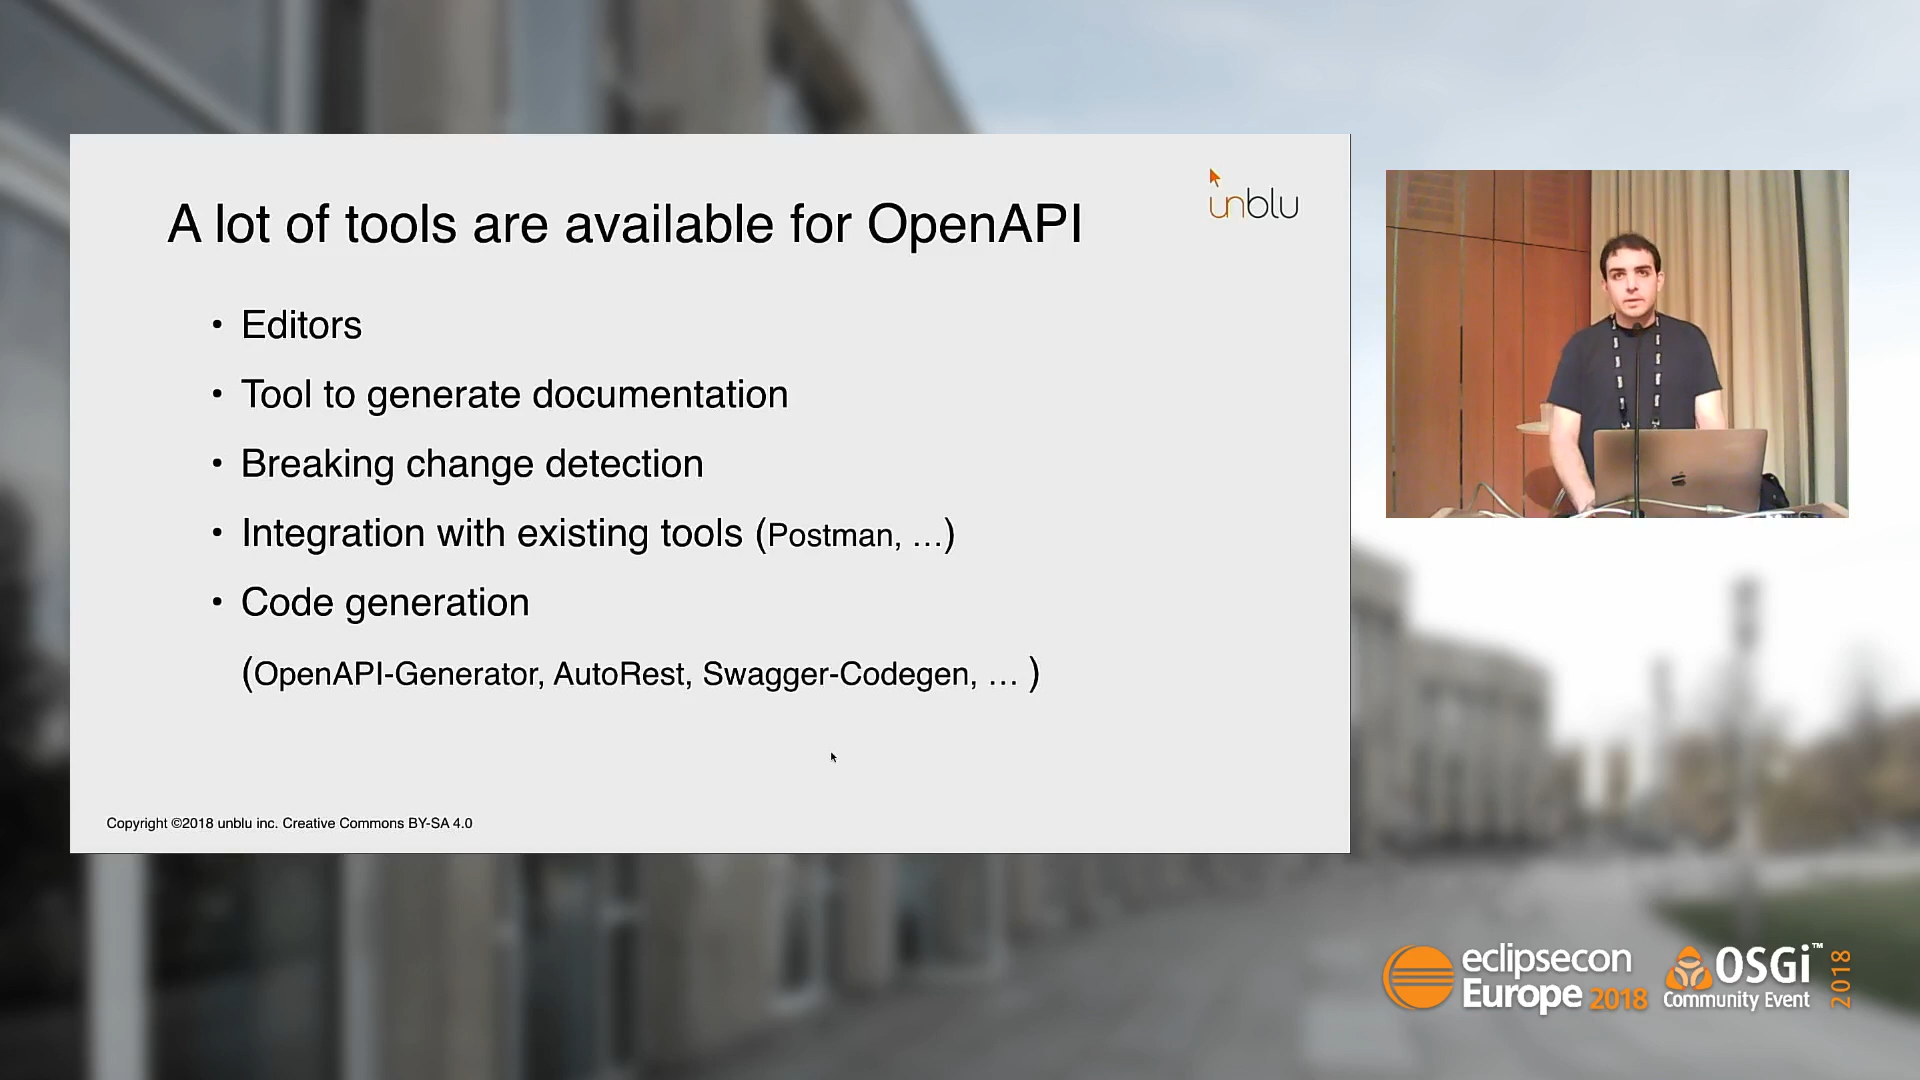 A lot of tools are available for OpenAPI
unblu
• Editors
• Tool to generate documentation
• Breaking change detection
• Integration with existing tools (Postman, …)
• Code generation
(OpenAPI-Generator, AutoRest, Swagger-Codegen, … )
Copyright ©2018 unblu inc. Creative Commons BY-SA 4.0
eclipsecon
Europe 2018
OSGi™
Community Event
2018